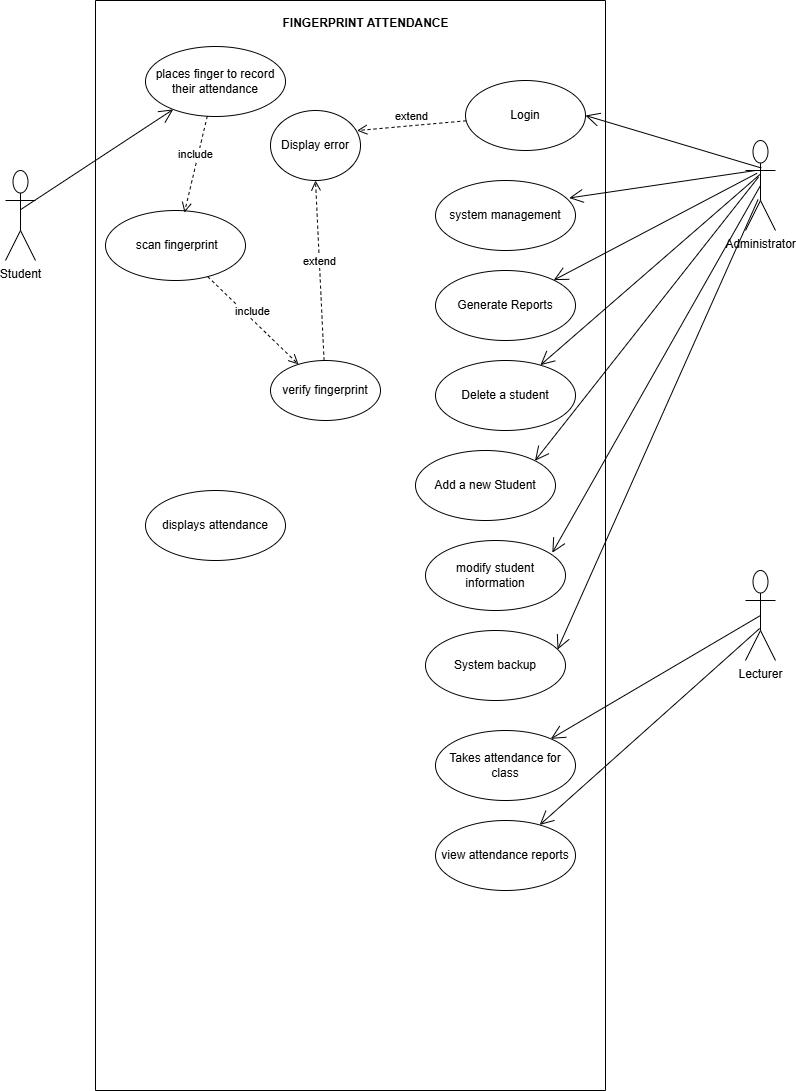 FINGERPRINT ATTENDANCE
places finger to record
their attendance
Login
extend
Display error
include
Student
scan fingerprint
system management
Administrator
extend
Generate Reports
include
verify fingerprint
Delete a student
Add a new Student
displays attendance
modify student
information
System backup
Lecturer
Takes attendance for
class
view attendance reports